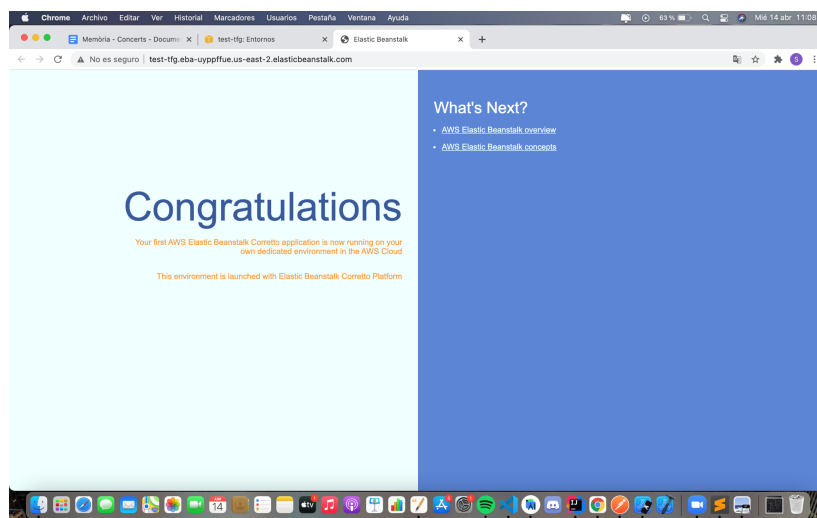 Chrome Archivo Editar Ver Historial Marcadores Usuarios Pestaña Ventana Ayuda
63 % Mié 14 abr 11:08
Memòria - Concerts - Docume
test-tfg: Entornos
Elastic Beanstalk
No es seguro test-tfg.eba-uyppffue.us-east-2.elasticbeanstalk.com
S
What's Next?
AWS Elastic Beanstalk overview
AWS Elastic Beanstalk concepts
Congratulations
Your first AWS Elastic Beanstalk Corretto application is now running on your
own dedicated environment in the AWS Cloud
This environment is launched with Elastic Beanstalk Corretto Platform
14
tv